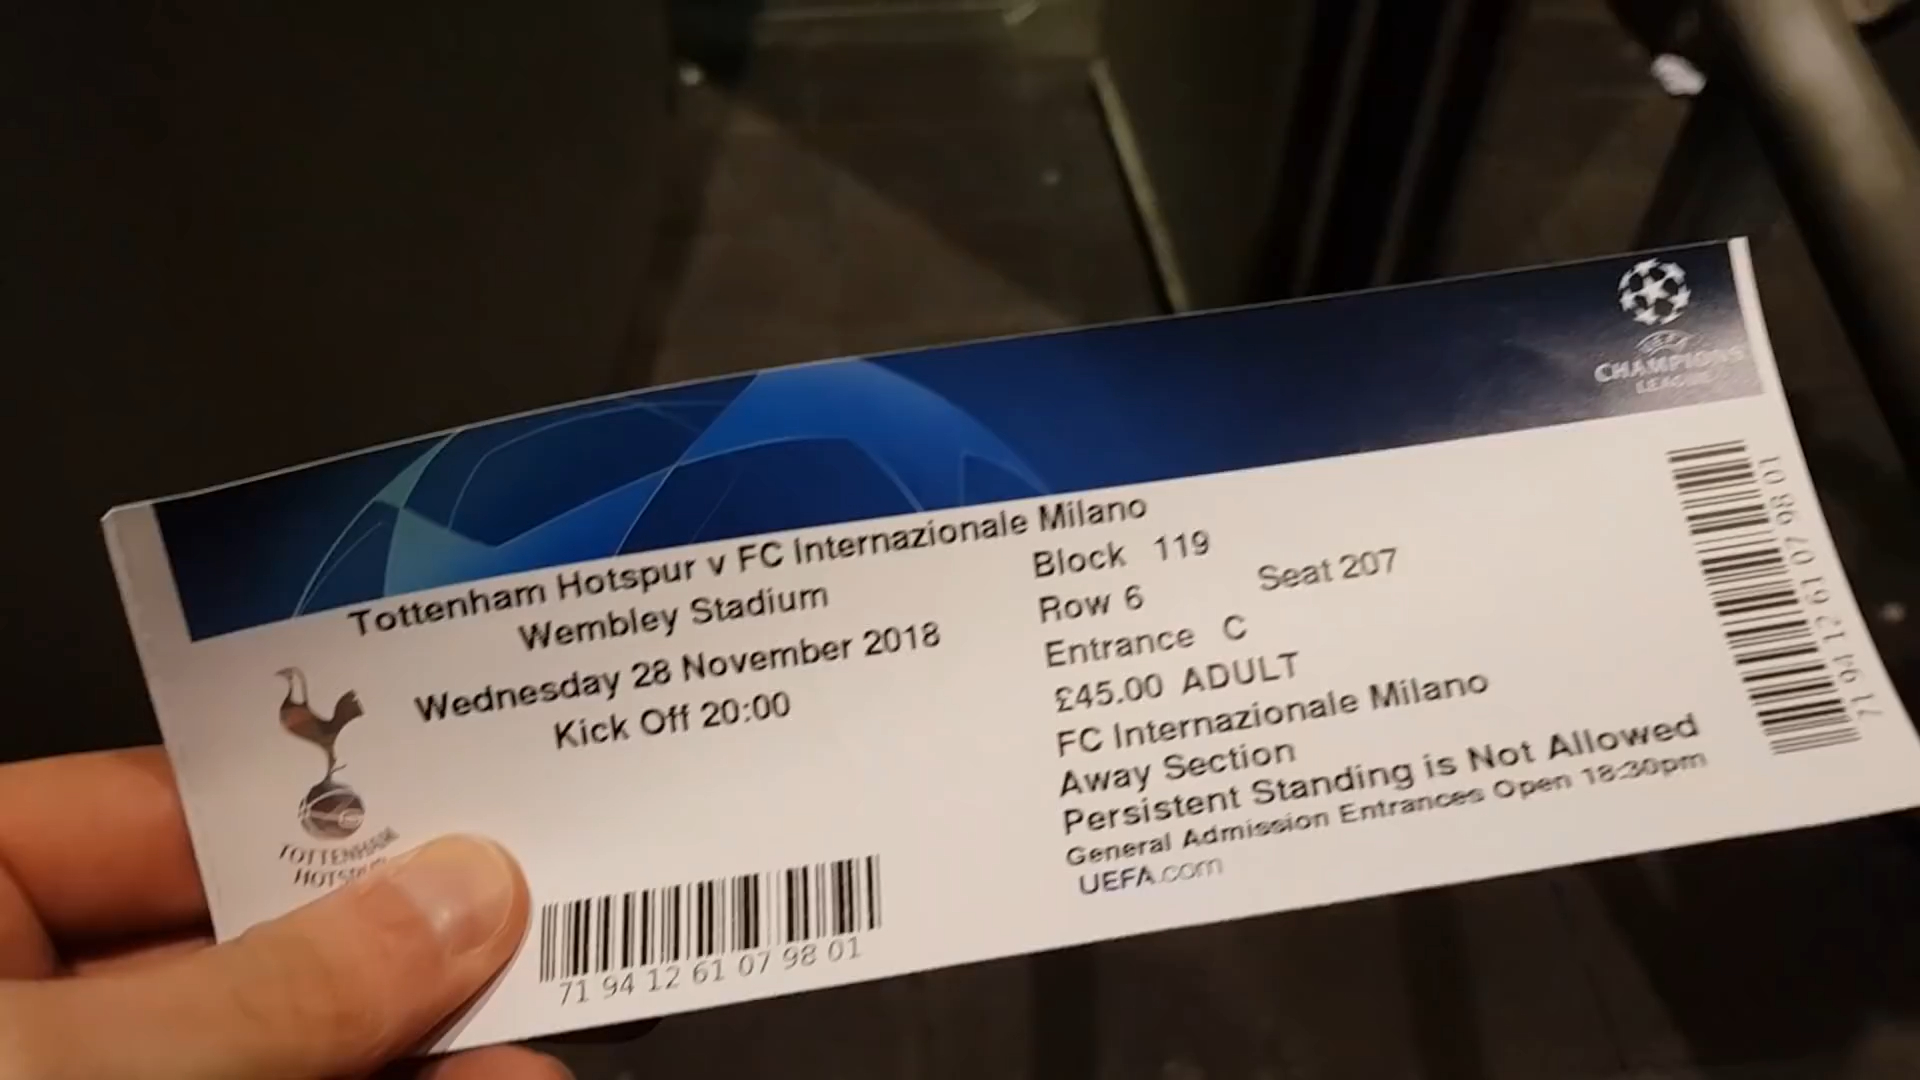 UEFA
CHAMPIONS
LEAGUE
Tottenham Hotspur v FC Internazionale Milano
Wembley Stadium
Wednesday 28 November 2018
Kick Off 20:00
Block 119
Row 6 Seat 207
Entrance C
£45.00 ADULT
FC Internazionale Milano
Away Section
Persistent Standing is Not Allowed
General Admission Entrances Open 18:30pm
UEFA.com
TOTTENHAM
71 94 12 61 07 98 01
71 94 12 61 07 98 01